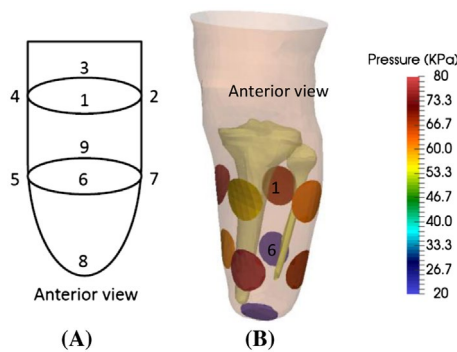 3
4 1 2
9
5 6 7
8
Anterior view
(A)
Anterior view
1
6
(B)
Pressure (KPa)
80
73.3
66.7
60.0
53.3
46.7
40.0
33.3
26.7
20